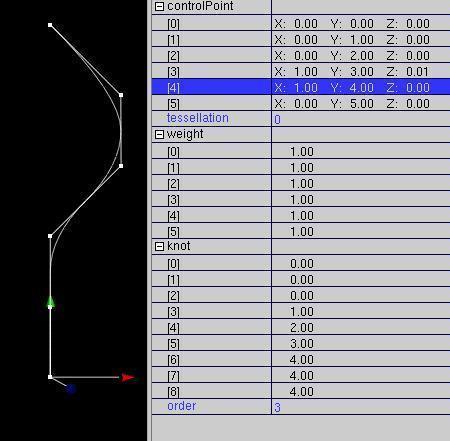 controlPoint
[0] X: 0.00 Y: 0.00 Z: 0.00
[1] X: 0.00 Y: 1.00 Z: 0.00
[2] X: 0.00 Y: 2.00 Z: 0.00
[3] X: 1.00 Y: 3.00 Z: 0.01
[4] X: 1.00 Y: 4.00 Z: 0.00
[5] X: 0.00 Y: 5.00 Z: 0.00
tessellation 0
weight
[0] 1.00
[1] 1.00
[2] 1.00
[3] 1.00
[4] 1.00
[5] 1.00
knot
[0] 0.00
[1] 0.00
[2] 0.00
[3] 1.00
[4] 2.00
[5] 3.00
[6] 4.00
[7] 4.00
[8] 4.00
order 3